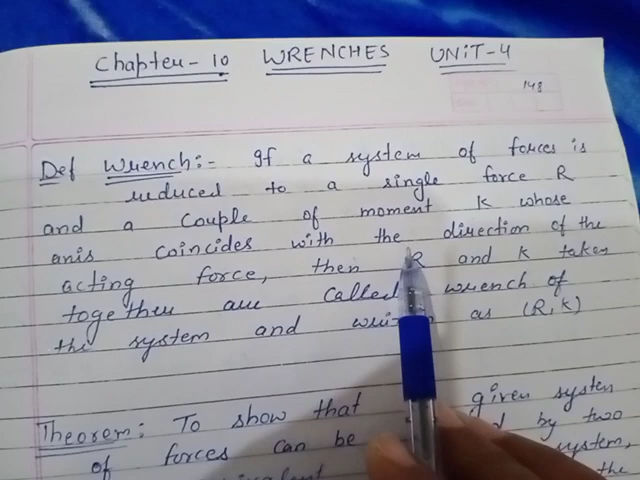 Chapter-10 WRENCHES UNIT-4
148
Def Wrench:- If a system of forces is
reduced to a single force R
and a couple of moment K whose
axis coincides with the direction of the
acting force, then R and K taken
together are called wrench of
the system and as (R,K)
Theorem: To show that given system
of forces can be by two
system,
the